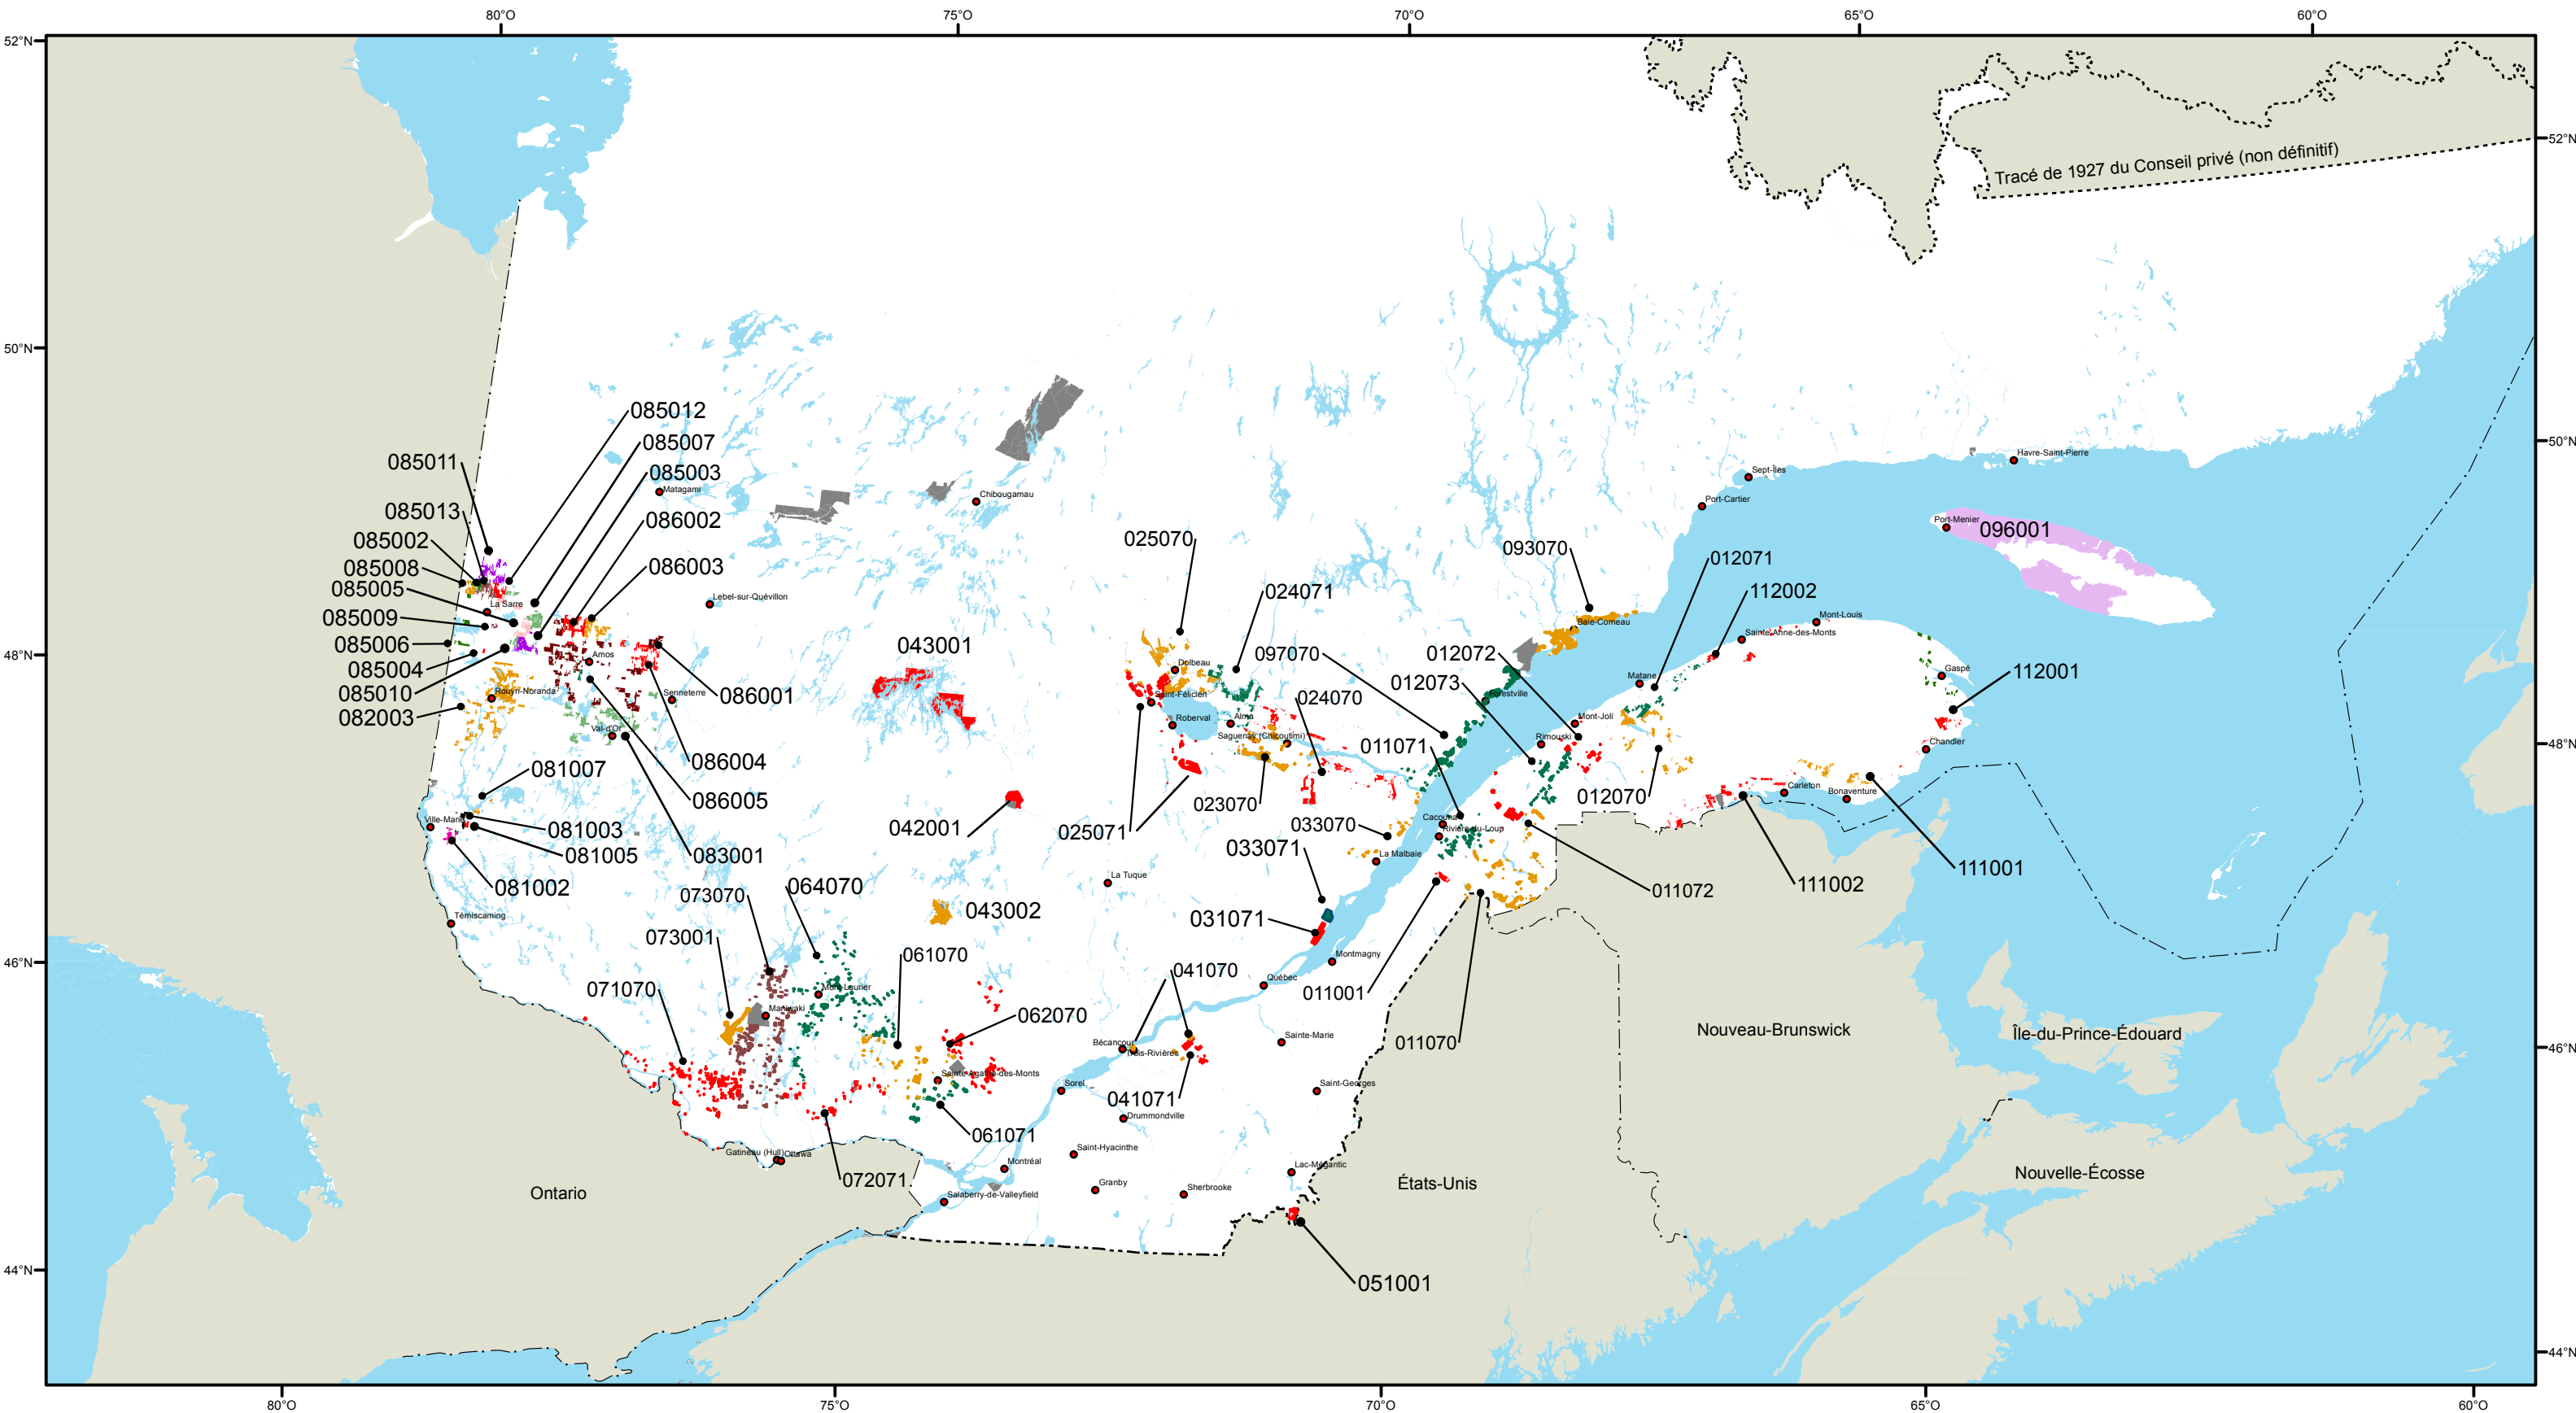 80°O
75°O
70°O
65°O
60°O
52°N
52°N
Tracé de 1927 du Conseil privé (non définitif)
50°N
50°N
085012
085007
085011
085003
Matagami
Chibougamau
Havre-Saint-Pierre
Sept-Îles
Port-Cartier
085013
086002
Port-Menier
096001
085002
025070
093070
012071
085008
086003
085005
024071
112002
La Sarre
Lebel-sur-Quévillon
085009
Baie-Comeau
Mont-Louis
Sainte-Anne-des-Monts
085006
043001
097070
012072
48°N
Amos
Dolbeau
085004
112001
Gaspé
Matane
012073
085010
Rouyn-Noranda
Senneterre
086001
Saint-Félicien
024070
Forestville
082003
Roberval
Alma
Mont-Joli
Val-d'Or
Saguenay (Chicoutimi)
Rimouski
Chandler
48°N
011071
086004
081007
086005
023070
012070
Carleton
Bonaventure
Ville-Marie
081003
042001
025071
033070
Cacouna
Rivière-du-Loup
081005
083001
033071
La Malbaie
081002
073070
064070
La Tuque
111002
111001
011072
Témiscaming
043002
031071
073001
061070
Montmagny
46°N
041070
071070
Mont-Laurier
Québec
011001
Maniwaki
062070
Bécancour
Trois-Rivières
Sainte-Marie
011070
Nouveau-Brunswick
Île-du-Prince-Édouard
46°N
Sainte-Agathe-des-Monts
Sorel
041071
Saint-Georges
Drummondville
061071
Gatineau (Hull)
Ottawa
Saint-Hyacinthe
Montréal
Lac-Mégantic
072071
Granby
Sherbrooke
Salaberry-de-Valleyfield
Ontario
États-Unis
Nouvelle-Écosse
051001
44°N
44°N
80°O
75°O
70°O
65°O
60°O